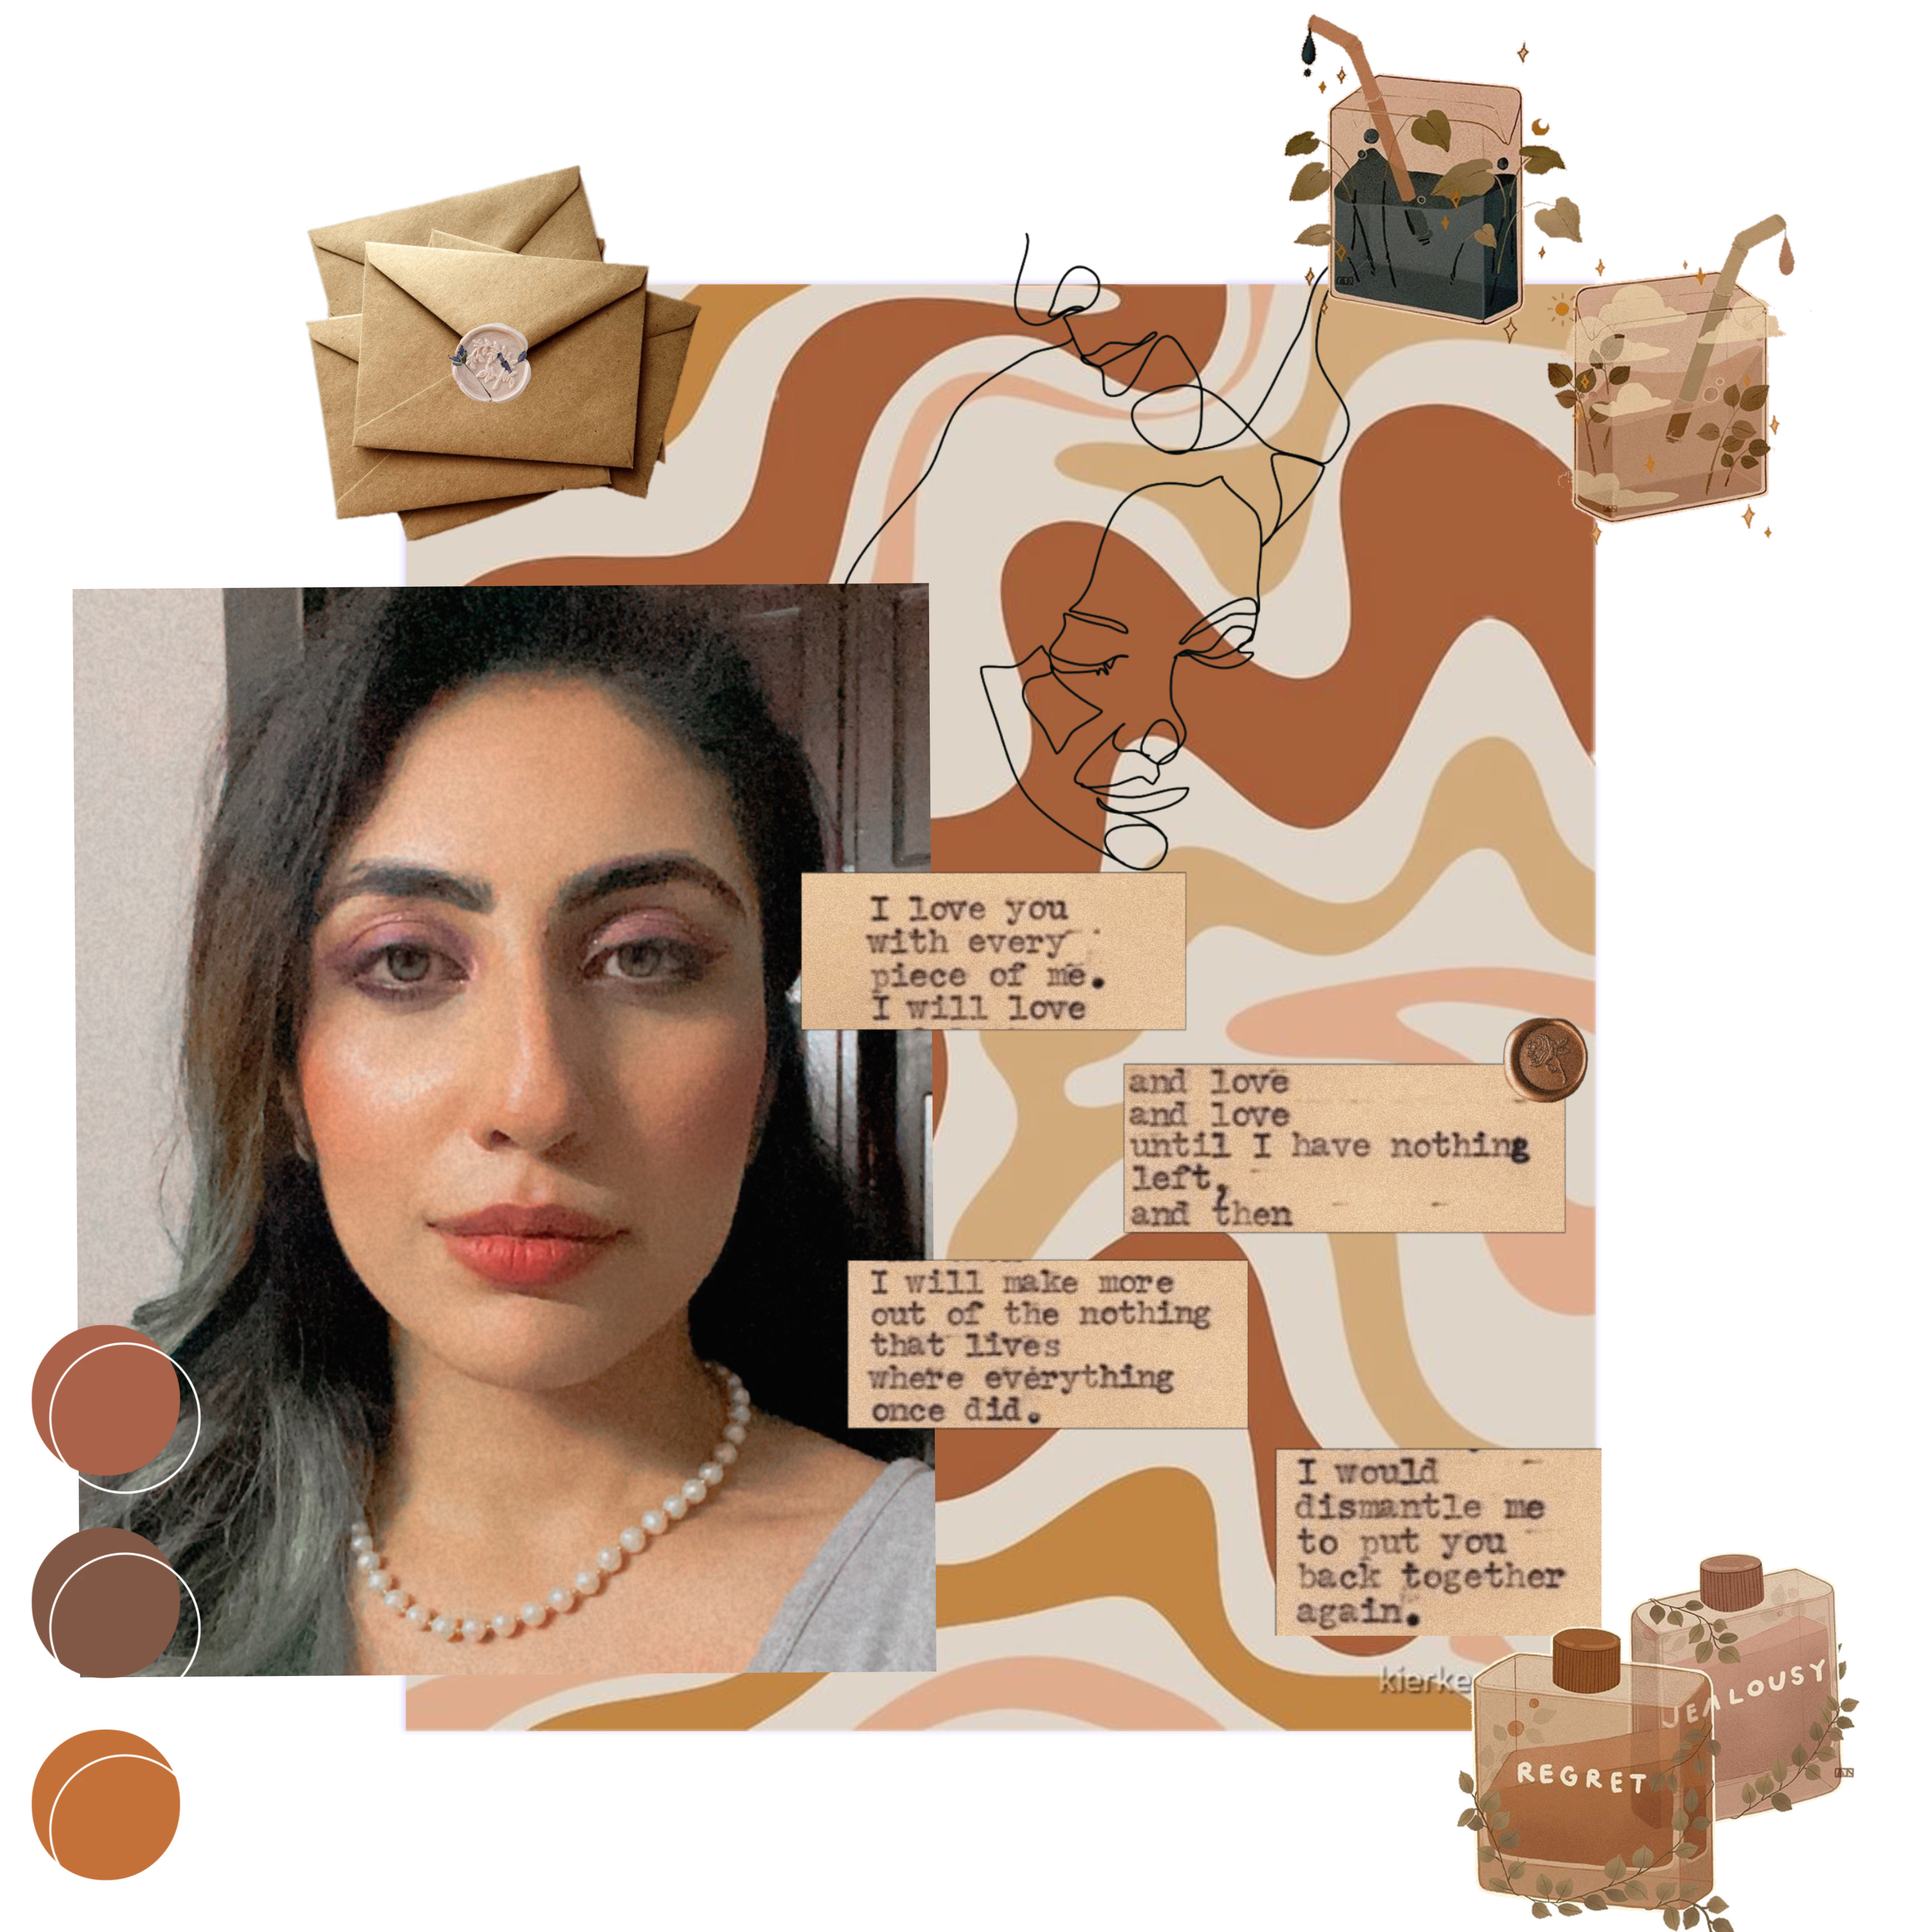 I love you
with every
piece of me.
I will love
and love
and love
until I have nothing
left,
and then
I will make more
out of the nothing
that lives
where everything
once did.
I would
dismantle me
to put you
back together
again.
kierke
JEALOUSY
REGRET